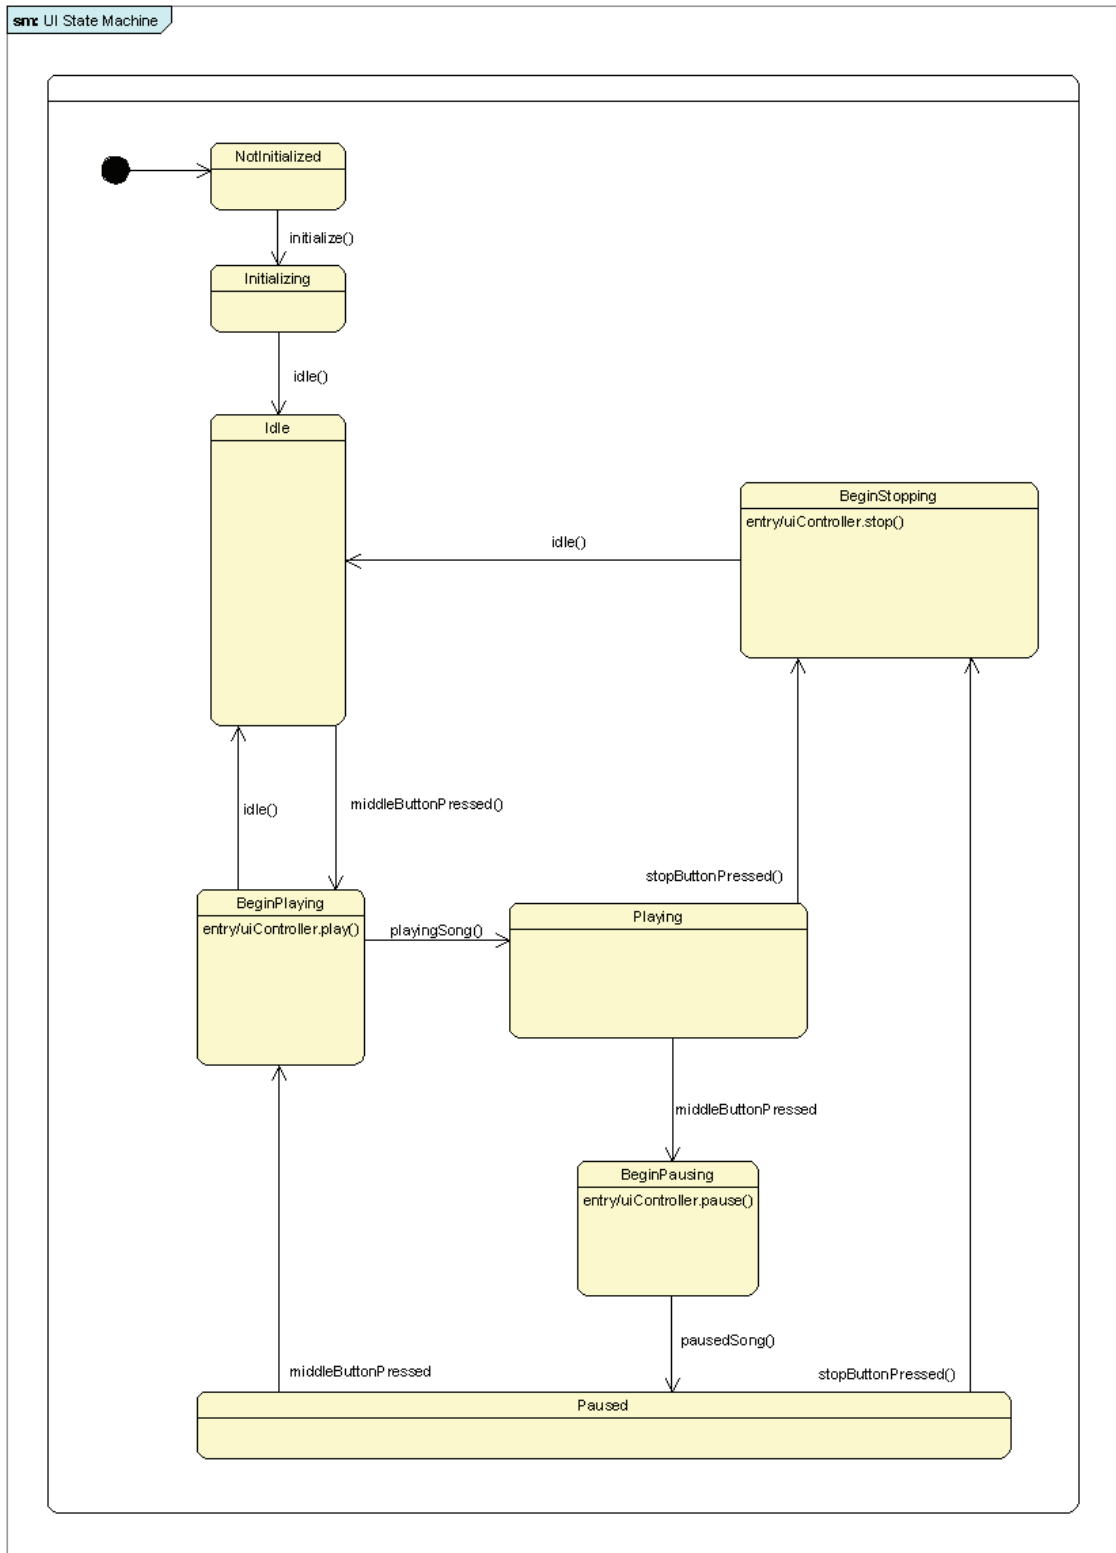 sm: UI State Machine
NotInitialized
initialize()
Initializing
idle()
Idle
BeginStopping
entry/uiController.stop()
idle()
idle()
middleButtonPressed()
stopButtonPressed()
BeginPlaying
entry/uiController.play()
playingSong()
Playing
middleButtonPressed
BeginPausing
entry/uiController.pause()
pausedSong()
middleButtonPressed
stopButtonPressed()
Paused